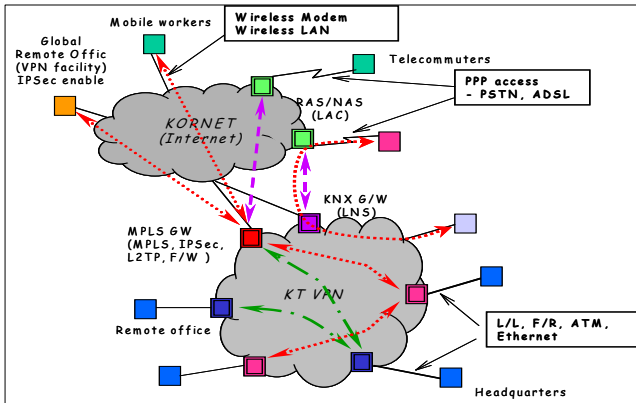 Mobile workers
Wireless Modem
Wireless LAN
Global
Remote Offic
(VPN facility)
IPSec enable
Telecommuters
PPP access
- PSTN, ADSL
RAS/NAS
(LAC)
KORNET
(Internet)
KNX G/W
(LNS)
MPLS GW
(MPLS, IPSec,
L2TP, F/W )
KT VPN
Remote office
L/L, F/R, ATM,
Ethernet
Headquarters